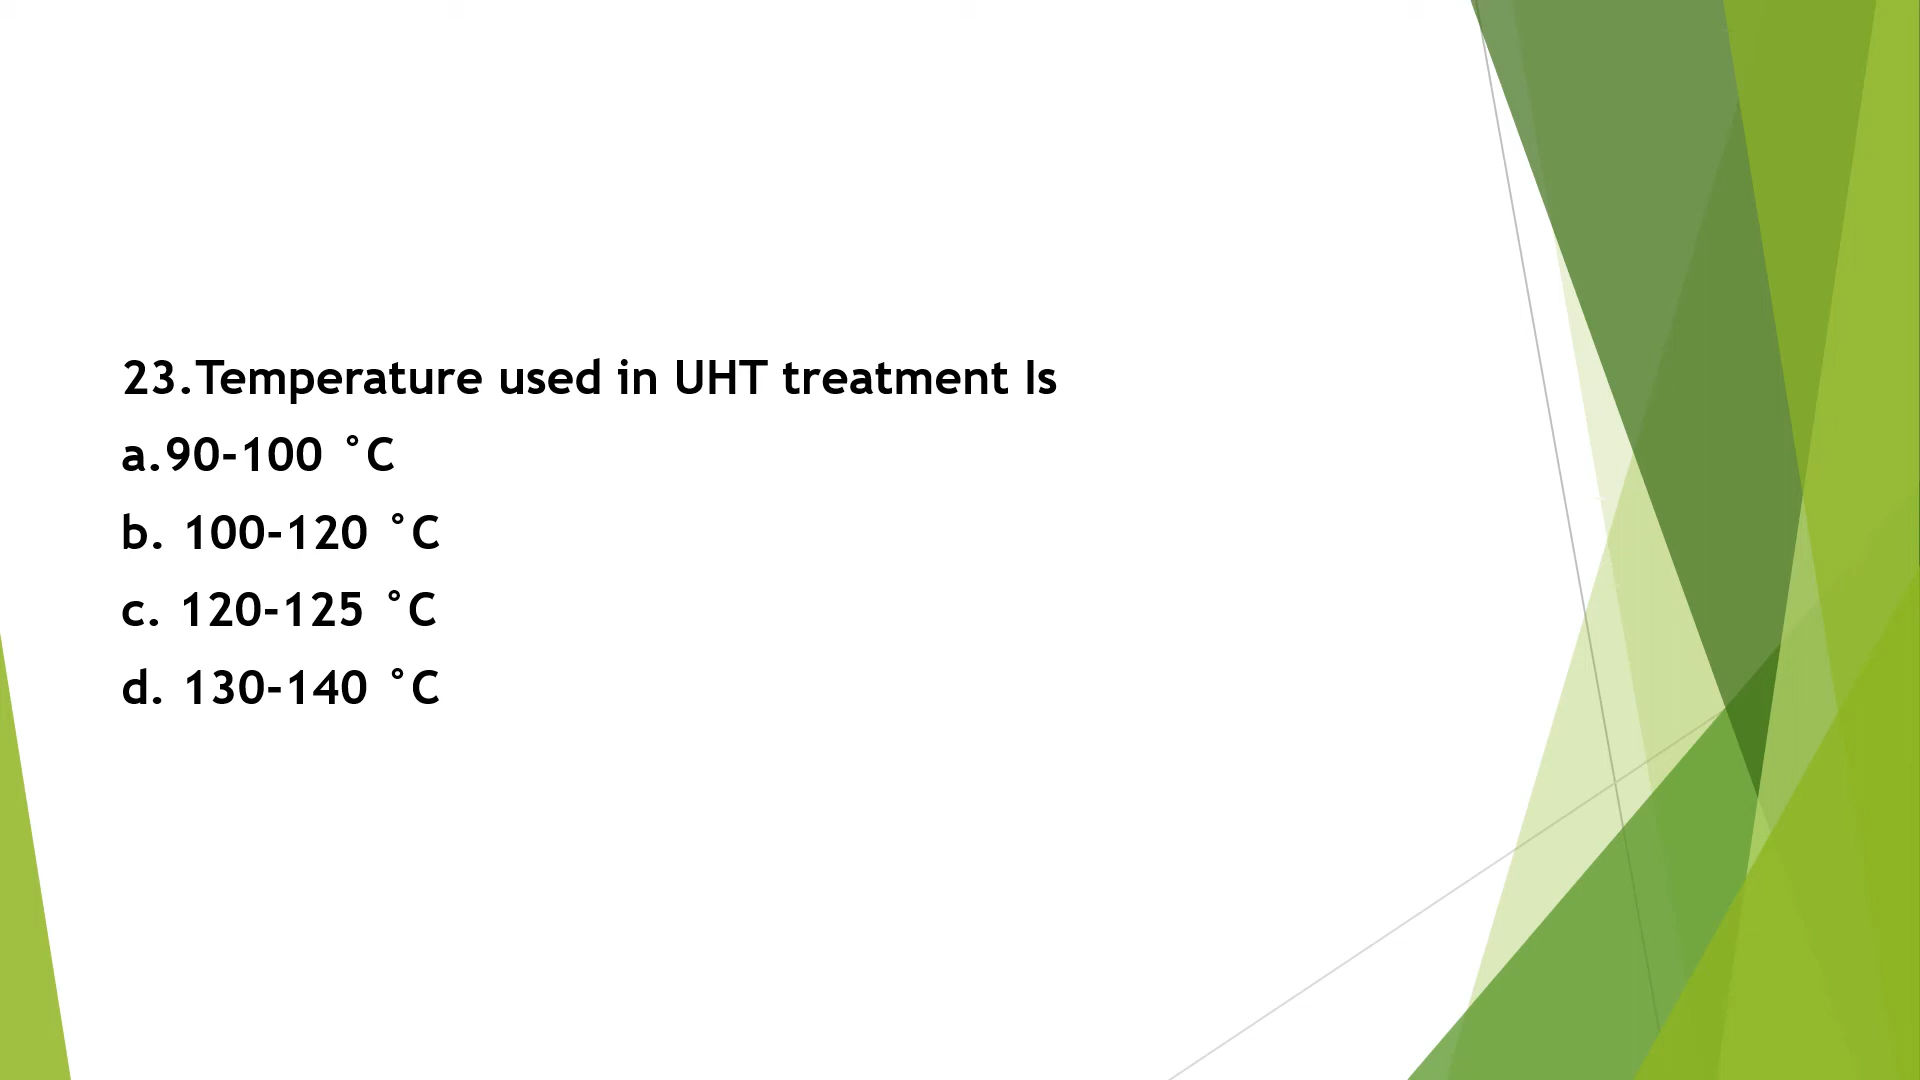 23.Temperature used in UHT treatment Is
a.90-100 °C
b. 100-120 °C
c. 120-125 °C
d. 130-140 °C